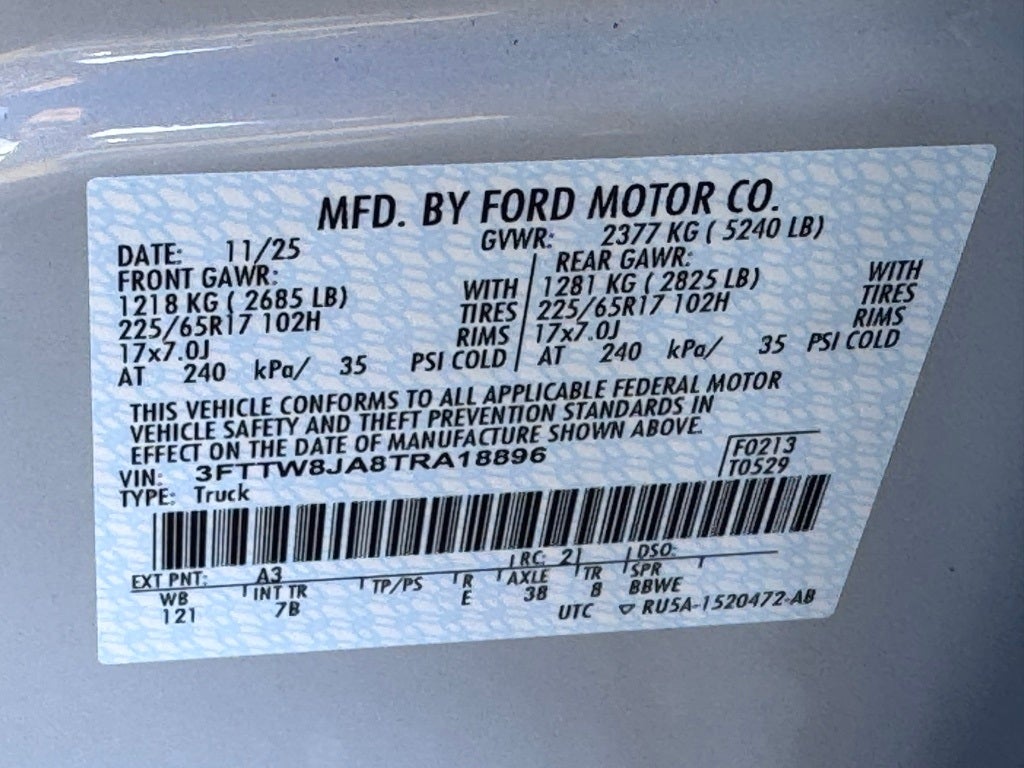 MFD. BY FORD MOTOR CO.
DATE: 11/25 GVWR: 2377 KG ( 5240 LB)
FRONT GAWR: REAR GAWR:
1218 KG ( 2685 LB) WITH 1281 KG ( 2825 LB) WITH
225/65R17 102H TIRES 225/65R17 102H TIRES
17x7.0J RIMS 17x7.0J RIMS
AT 240 kPa/ 35 PSI COLD AT 240 kPa/ 35 PSI COLD
THIS VEHICLE CONFORMS TO ALL APPLICABLE FEDERAL MOTOR
VEHICLE SAFETY AND THEFT PREVENTION STANDARDS IN
EFFECT ON THE DATE OF MANUFACTURE SHOWN ABOVE.
VIN: 3FTTW8JA8TRA18896 F0213
TYPE: Truck T0529
EXT PNT: A3 RC: 21 DSO:
WB INT TR TP/PS R AXLE TR SPR
121 7B E 38 8 BBWE
UTC ▽ RU5A-1520472-AB